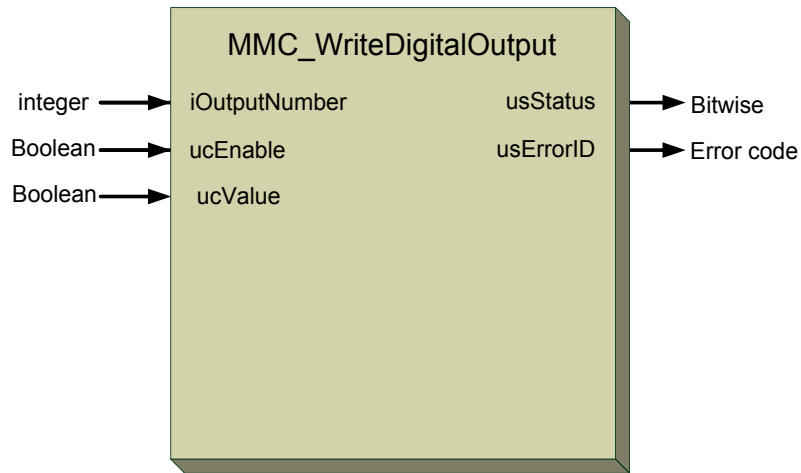 MMC_WriteDigitalOutput
integer iOutputNumber usStatus Bitwise
Boolean ucEnable usErrorID Error code
Boolean ucValue